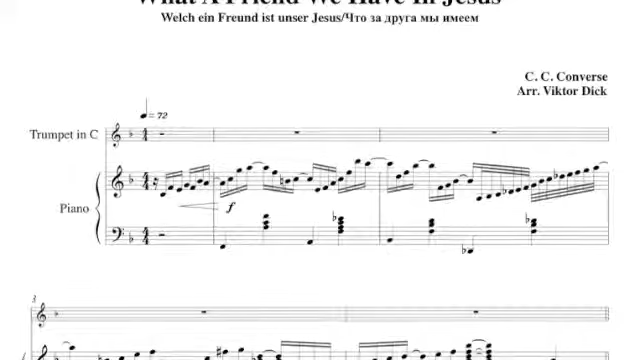 What A Friend We Have In Jesus
Welch ein Freund ist unser Jesus/Что за друга мы имеем
C. C. Converse
Arr. Viktor Dick
= 72
Trumpet in C
Piano
f
3